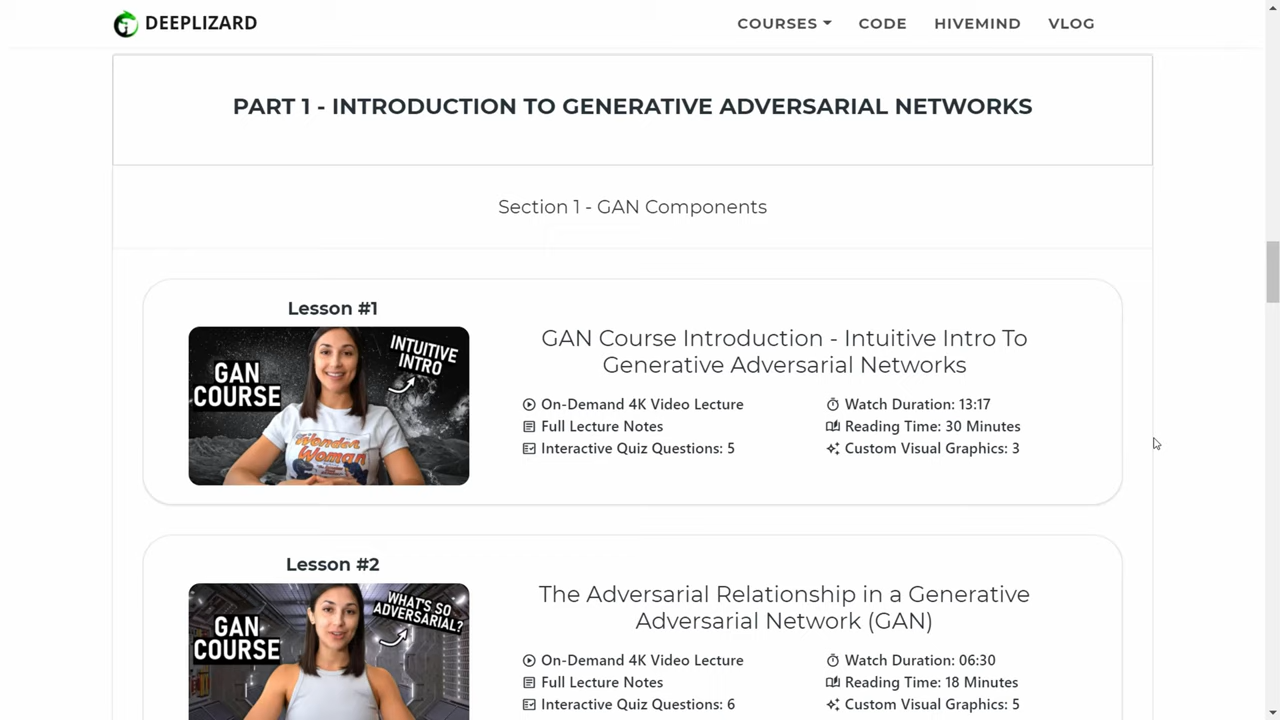 DEEPLIZARD
COURSES CODE HIVEMIND VLOG
PART 1 - INTRODUCTION TO GENERATIVE ADVERSARIAL NETWORKS
Section 1 - GAN Components
Lesson #1
GAN COURSE
INTUITIVE INTRO
Wonder Woman
GAN Course Introduction - Intuitive Intro To
Generative Adversarial Networks
On-Demand 4K Video Lecture
Watch Duration: 13:17
Full Lecture Notes
Reading Time: 30 Minutes
Interactive Quiz Questions: 5
Custom Visual Graphics: 3
Lesson #2
GAN COURSE
WHAT'S SO ADVERSARIAL?
The Adversarial Relationship in a Generative
Adversarial Network (GAN)
On-Demand 4K Video Lecture
Watch Duration: 06:30
Full Lecture Notes
Reading Time: 18 Minutes
Interactive Quiz Questions: 6
Custom Visual Graphics: 5